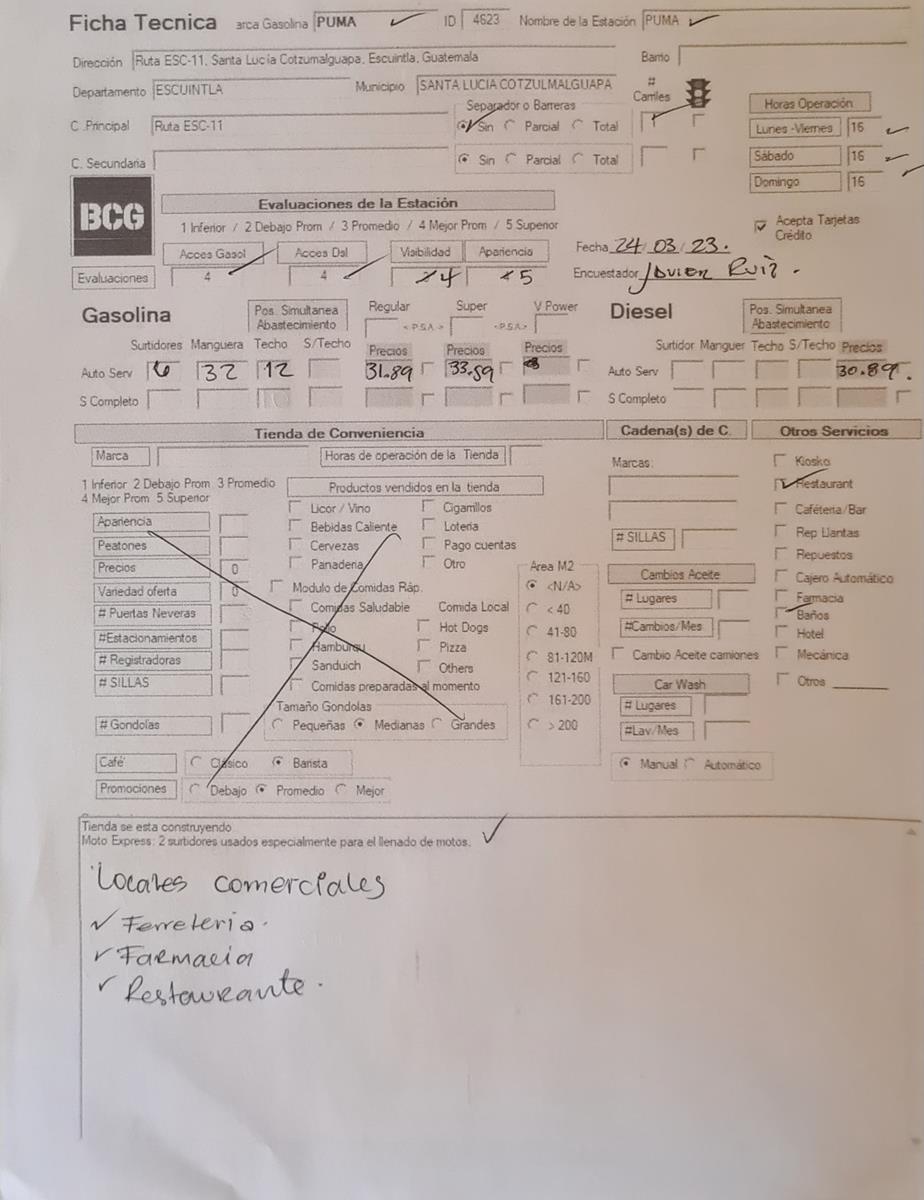 Ficha Tecnica arca Gasolina PUMA ID 4623 Nombre de la Estación PUMA
Dirección Ruta ESC-11, Santa Lucía Cotzumalguapa, Escuintla, Guatemala Barrio
Departamento ESCUINTLA Municipio SANTA LUCIA COTZULMALGUAPA # Carriles
Separador o Barreras Horas Operación
C .Principal Ruta ESC-11 Sin Parcial Total 1 Lunes -Viernes 16
C. Secundaria Sin Parcial Total Sábado 16
Domingo 16
BCG
Evaluaciones de la Estación
1 Inferior / 2 Debajo Prom / 3 Promedio / 4 Mejor Prom / 5 Superior
Acepta Tarjetas Crédito
Acces Gasol Acces Dsl Visibilidad Apariencia Fecha 24/03/23.
Evaluaciones 4 4 4 5 Encuestador Javier Ruiz.
Gasolina Pos. Simultanea Abastecimiento Regular Super V Power Diesel Pos. Simultanea Abastecimiento
< P.S.A > <P.S.A>
Surtidores Manguera Techo S/Techo Precios Precios Precios Surtidor Manguer Techo S/Techo Precios
Auto Serv 6 32 12 31.89 33.59 Auto Serv 30.89.
S Completo S Completo
Tienda de Conveniencia Cadena(s) de C. Otros Servicios
Marca Horas de operación de la Tienda Marcas: Kiosko
1 Inferior 2 Debajo Prom 3 Promedio
4 Mejor Prom 5 Superior
Productos vendidos en la tienda Restaurant
Licor / Vino Cigarrillos Cafétería/Bar
Apariencia Bebidas Caliente Loteria Rep Llantas
Peatones Cervezas Pago cuentas # SILLAS Repuestos
Precios 0 Panaderia Otro Area M2 Cambios Aceite Cajero Automático
Variedad oferta 0 Modulo de Comidas Ráp. <N/A> # Lugares Farmacia
# Puertas Neveras Comidas Saludable Comida Local < 40 Baños
#Estacionamientos Pollo Hot Dogs 41-80 #Cambios/Mes Hotel
# Registradoras Hamburgu Pizza 81-120M Cambio Aceite camiones Mecánica
# SILLAS Sanduich Others 121-160 Car Wash Otros
Comidas preparadas al momento 161-200 # Lugares
Tamaño Gondolas
# Gondolas Pequeñas Medianas Grandes > 200 #Lav/Mes
Café Clásico Barista Manual Automático
Promociones Debajo Promedio Mejor
Tienda se esta construyendo
Moto Express: 2 surtidores usados especialmente para el llenado de motos.
Locales comerciales
Ferreteria.
Farmacia
Restaurante.